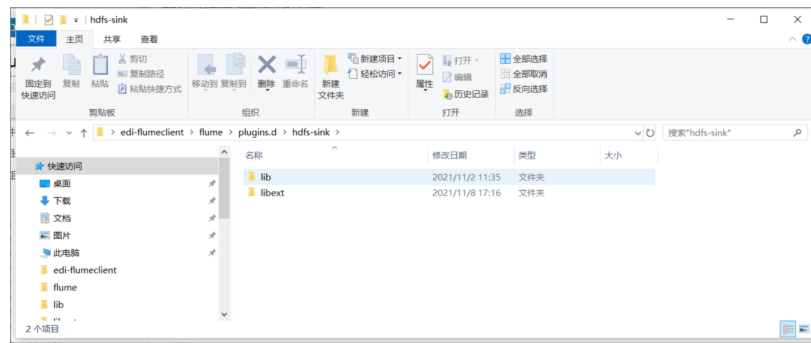 hdfs-sink
文件 主页 共享 查看
固定到快速访问
复制
粘贴
剪切
复制路径
粘贴快捷方式
剪贴板
移动到 复制到 删除 重命名
组织
新建文件夹
新建项目
轻松访问
新建
属性
打开
编辑
历史记录
打开
全部选择
全部取消
反向选择
选择
edi-flumeclient > flume > plugins.d > hdfs-sink >
搜索"hdfs-sink"
名称 修改日期 类型 大小
lib 2021/11/2 11:35 文件夹
libext 2021/11/8 17:16 文件夹
快速访问
桌面
下载
文档
图片
此电脑
edi-flumeclient
flume
lib
2 个项目